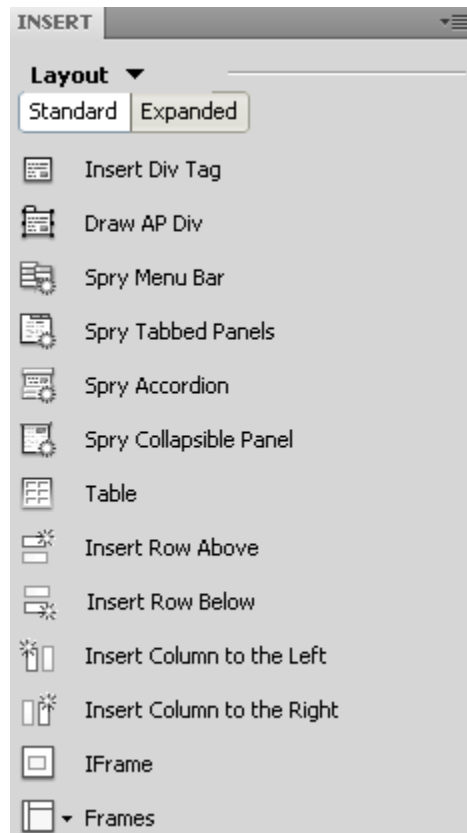 INSERT
Layout
Standard Expanded
Insert Div Tag
Draw AP Div
Spry Menu Bar
Spry Tabbed Panels
Spry Accordion
Spry Collapsible Panel
Table
Insert Row Above
Insert Row Below
Insert Column to the Left
Insert Column to the Right
IFrame
Frames